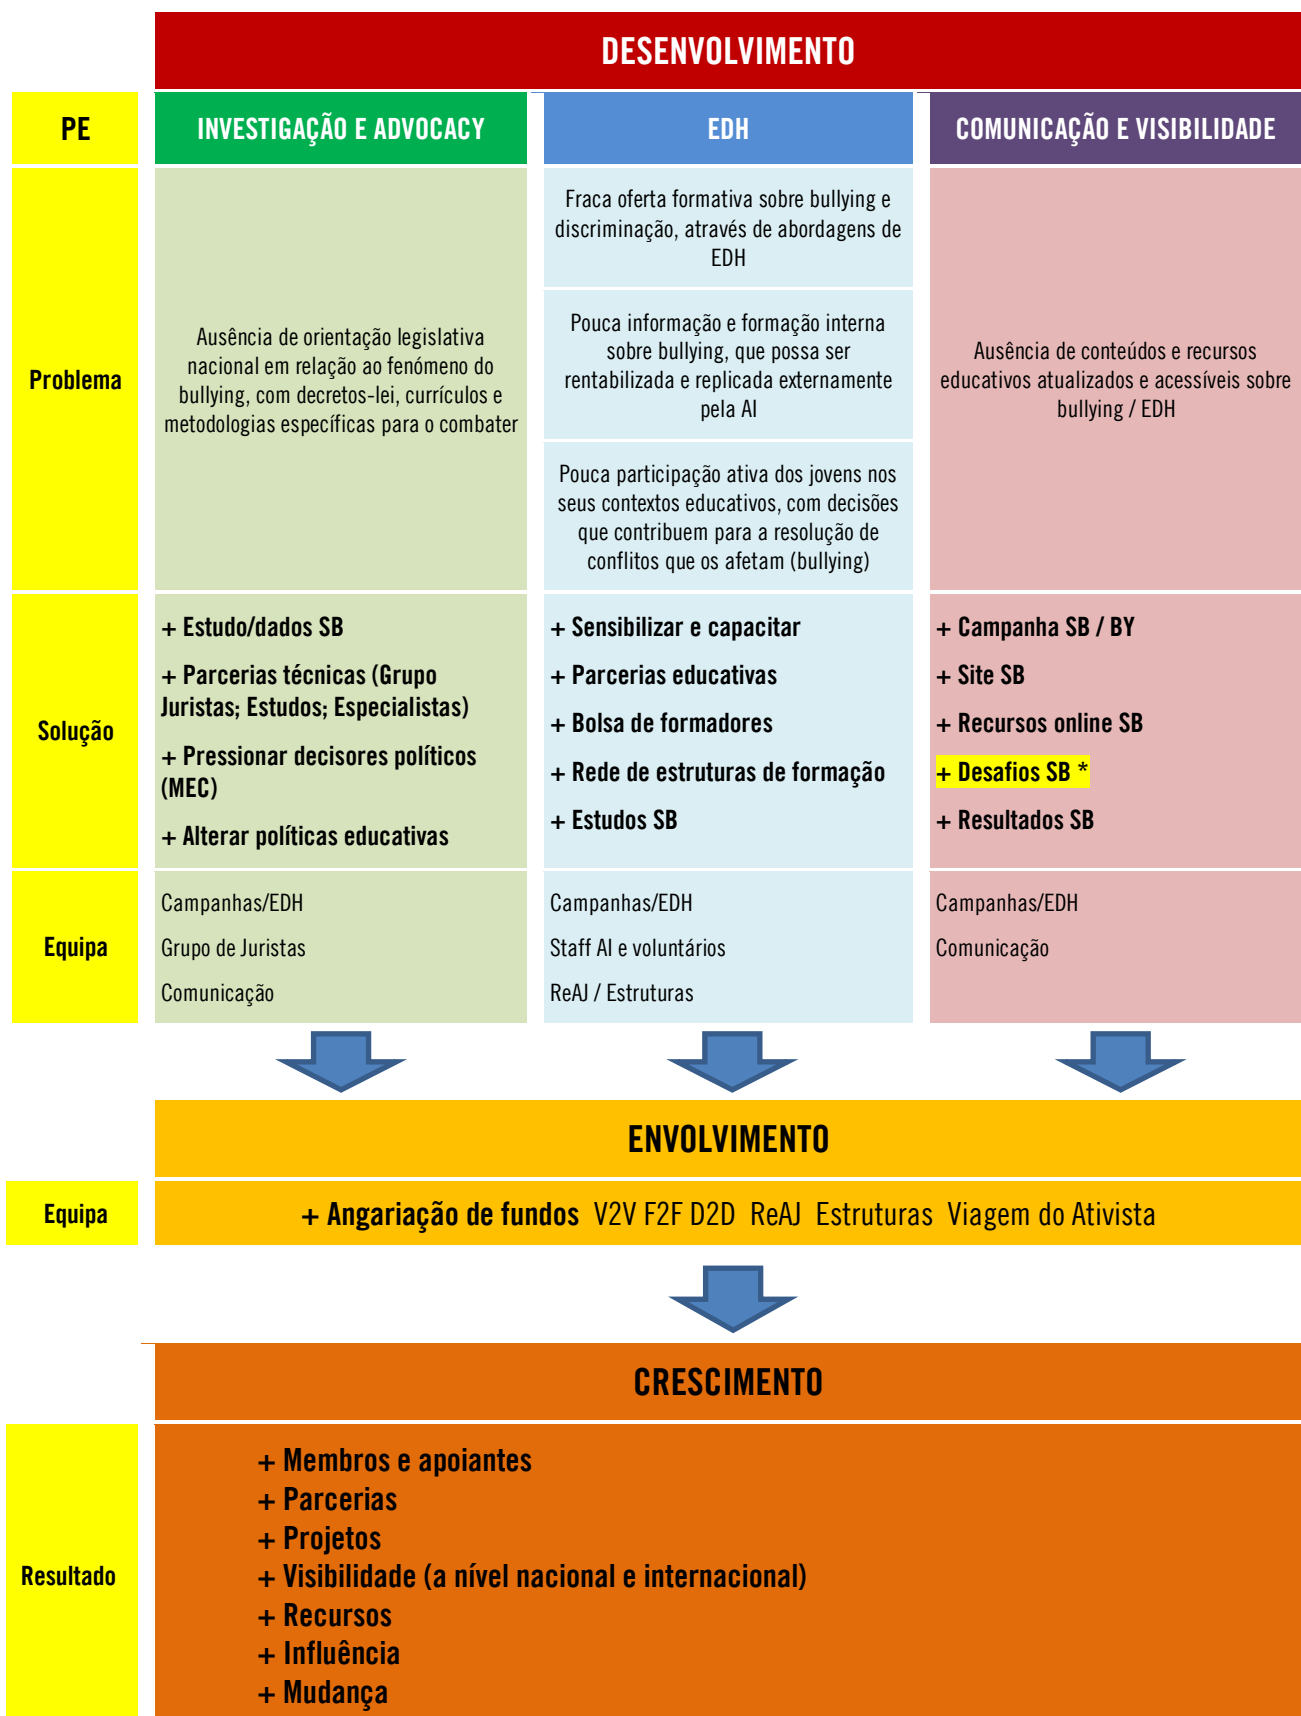 DESENVOLVIMENTO
PE
INVESTIGAÇÃO E ADVOCACY
EDH
COMUNICAÇÃO E VISIBILIDADE
Problema
Ausência de orientação legislativa
nacional em relação ao fenómeno do
bullying, com decretos-lei, currículos e
metodologias específicas para o combater
Fraca oferta formativa sobre bullying e
discriminação, através de abordagens de
EDH
Pouca informação e formação interna
sobre bullying, que possa ser
rentabilizada e replicada externamente
pela AI
Pouca participação ativa dos jovens nos
seus contextos educativos, com decisões
que contribuem para a resolução de
conflitos que os afetam (bullying)
Ausência de conteúdos e recursos
educativos atualizados e acessíveis sobre
bullying / EDH
Solução
+ Estudo/dados SB
+ Parcerias técnicas (Grupo
Juristas; Estudos; Especialistas)
+ Pressionar decisores políticos
(MEC)
+ Alterar políticas educativas
+ Sensibilizar e capacitar
+ Parcerias educativas
+ Bolsa de formadores
+ Rede de estruturas de formação
+ Estudos SB
+ Campanha SB / BY
+ Site SB
+ Recursos online SB
+ Desafios SB *
+ Resultados SB
Equipa
Campanhas/EDH
Grupo de Juristas
Comunicação
Campanhas/EDH
Staff AI e voluntários
ReAJ / Estruturas
Campanhas/EDH
Comunicação
ENVOLVIMENTO
Equipa
+ Angariação de fundos V2V F2F D2D ReAJ Estruturas Viagem do Ativista
CRESCIMENTO
Resultado
+ Membros e apoiantes
+ Parcerias
+ Projetos
+ Visibilidade (a nível nacional e internacional)
+ Recursos
+ Influência
+ Mudança